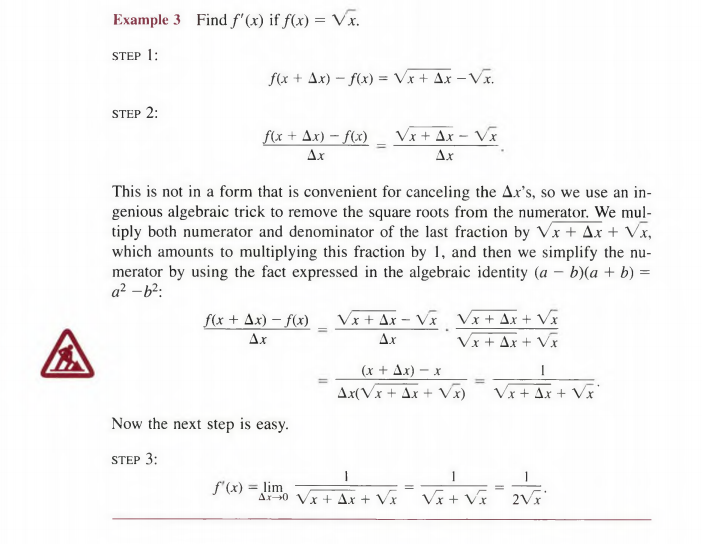 Example 3 Find f'(x) if f(x) = √x.
STEP 1:
f(x + Δx) − f(x) = √(x + Δx) − √x.
STEP 2:
(f(x + Δx) − f(x))/Δx = (√(x + Δx) − √x)/Δx.
This is not in a form that is convenient for canceling the Δx's, so we use an in-
genious algebraic trick to remove the square roots from the numerator. We mul-
tiply both numerator and denominator of the last fraction by √(x + Δx) + √x,
which amounts to multiplying this fraction by 1, and then we simplify the nu-
merator by using the fact expressed in the algebraic identity (a − b)(a + b) =
a² − b²:
(f(x + Δx) − f(x))/Δx = (√(x + Δx) − √x)/Δx · (√(x + Δx) + √x)/(√(x + Δx) + √x)
= ((x + Δx) − x)/(Δx(√(x + Δx) + √x)) = 1/(√(x + Δx) + √x).
Now the next step is easy.
STEP 3:
f'(x) = lim Δx→0 1/(√(x + Δx) + √x) = 1/(√x + √x) = 1/(2√x).